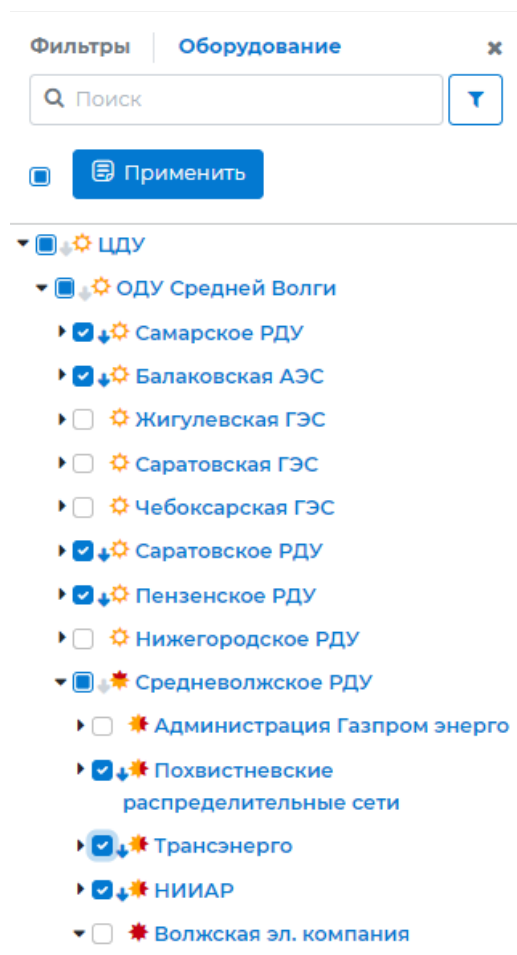 Фильтры Оборудование
Поиск
Применить
ЦДУ
ОДУ Средней Волги
Самарское РДУ
Балаковская АЭС
Жигулевская ГЭС
Саратовская ГЭС
Чебоксарская ГЭС
Саратовское РДУ
Пензенское РДУ
Нижегородское РДУ
Средневолжское РДУ
Администрация Газпром энерго
Похвистневские
распределительные сети
Трансэнерго
НИИАР
Волжская эл. компания